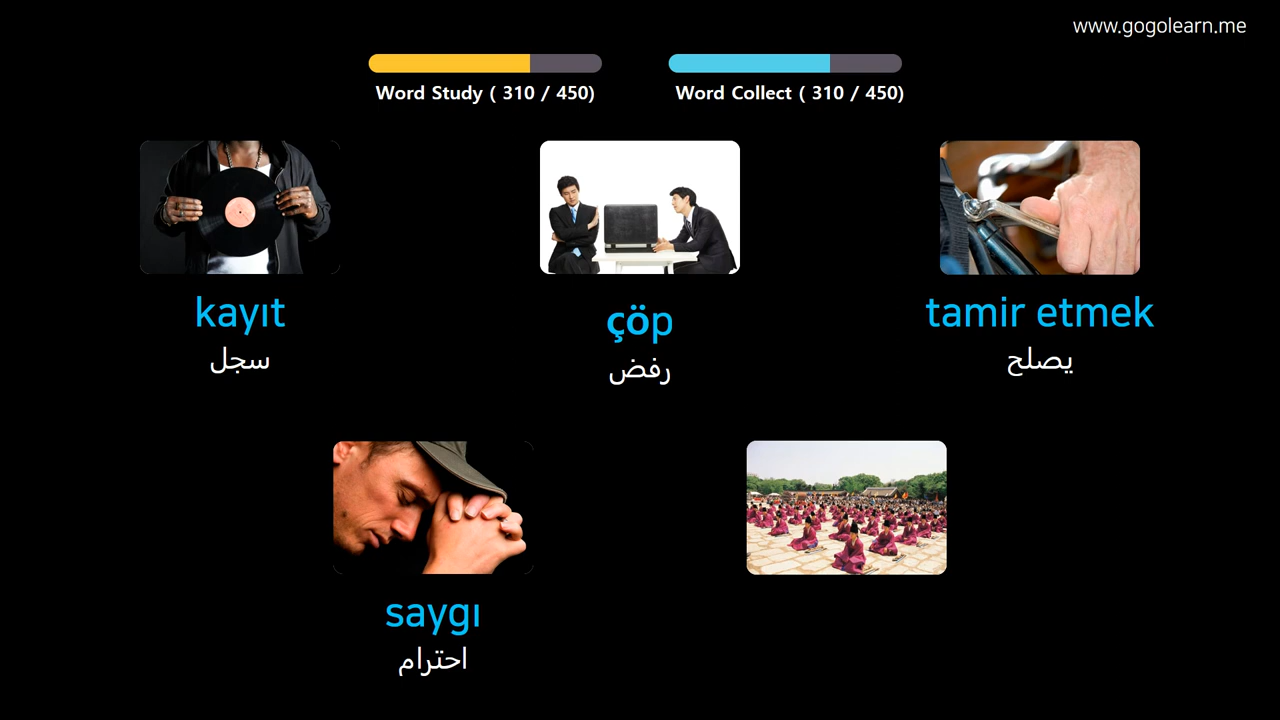 www.gogolearn.me
Word Study ( 310 / 450)
Word Collect ( 310 / 450)
kayıt
سجل
çöp
رفض
tamir etmek
يصلح
saygı
احترام